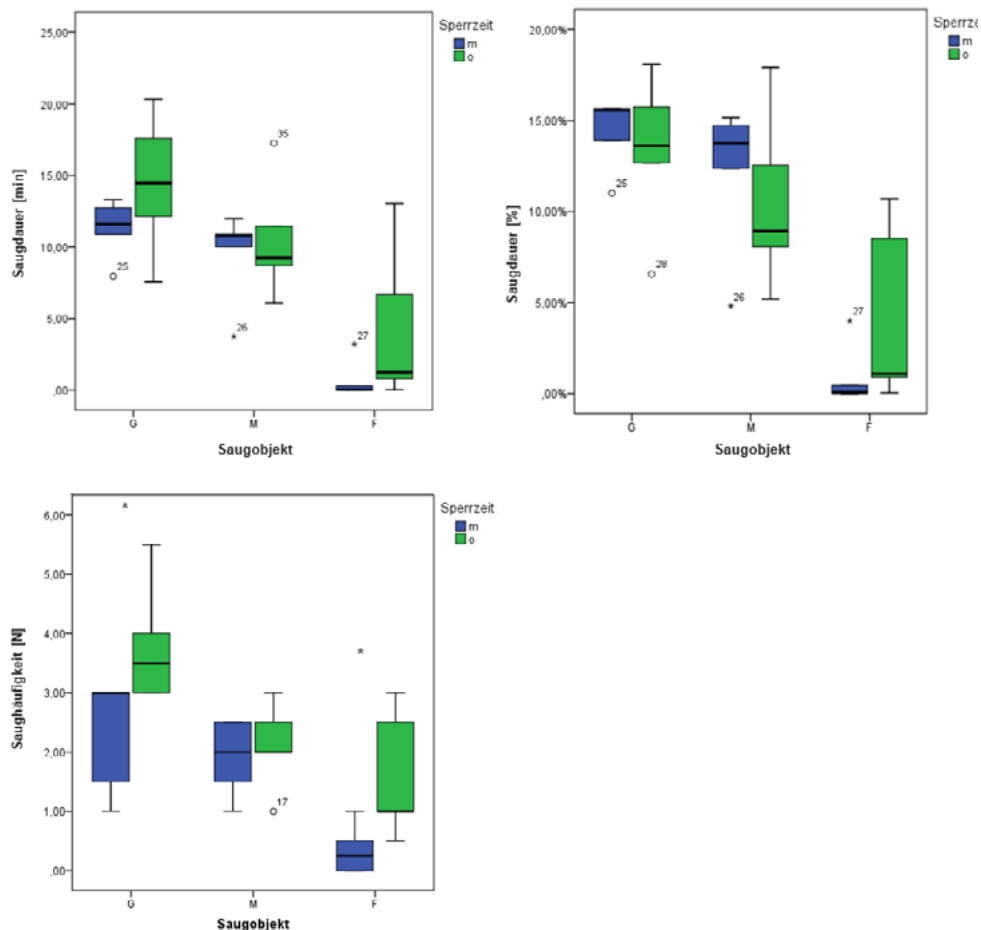 Sperrzeit
m
o
25,00
20,00
15,00
10,00
5,00
,00
Saugdauer [min]
25
26
35
27
G M F
Saugobjekt
Sperrze
m
o
20,00%
15,00%
10,00%
5,00%
,00%
Saugdauer [%]
25
28
26
27
G M F
Saugobjekt
Sperrzeit
m
o
6,00
5,00
4,00
3,00
2,00
1,00
,00
Saughäufigkeit [N]
*
*
17
G M F
Saugobjekt